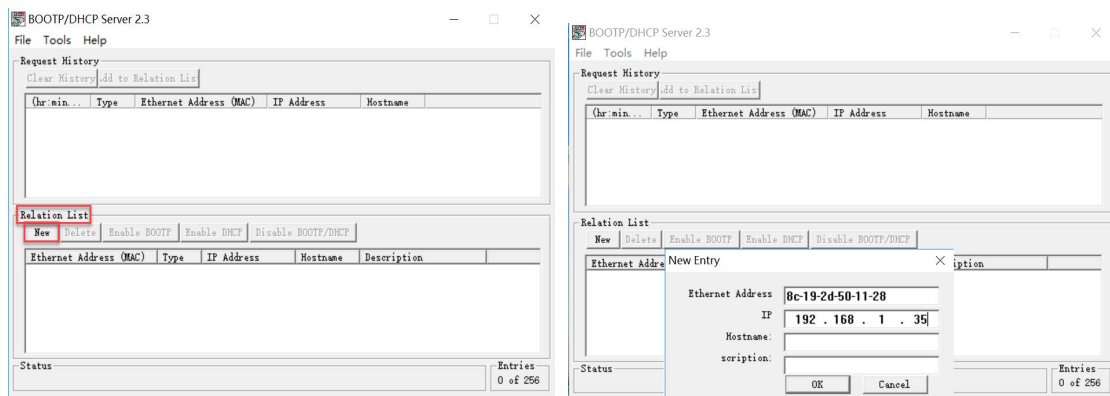 BOOTP/DHCP Server 2.3
File Tools Help
Request History
Clear History
dd to Relation Lis
(hr:min... Type Ethernet Address (MAC) IP Address Hostname
Relation List
New Delete Enable BOOTP Enable DHCP Disable BOOTP/DHCP
Ethernet Address (MAC) Type IP Address Hostname Description
Status
Entries
0 of 256
BOOTP/DHCP Server 2.3
File Tools Help
Request History
Clear History
dd to Relation Lis
(hr:min... Type Ethernet Address (MAC) IP Address Hostname
Relation List
New Delete Enable BOOTP Enable DHCP Disable BOOTP/DHCP
Ethernet Addre
iption
New Entry
Ethernet Address 8c-19-2d-50-11-28
IP 192 . 168 . 1 . 35
Hostname:
scription:
OK Cancel
Status
Entries
0 of 256